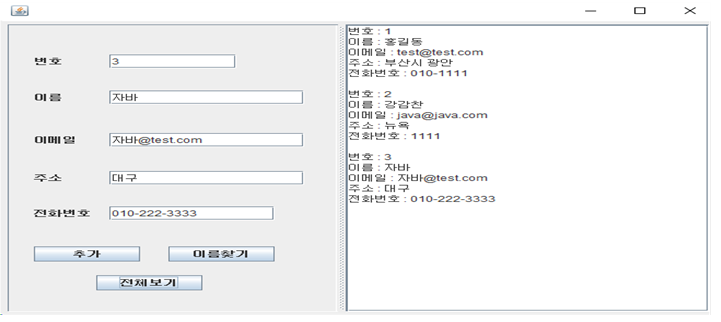 번호 3
이름 자바
이메일 자바@test.com
주소 대구
전화번호 010-222-3333
추가 이름찾기
전체보기
번호 : 1
이름 : 홍길동
이메일 : test@test.com
주소 : 부산시 광안
전화번호 : 010-1111
번호 : 2
이름 : 강감찬
이메일 : java@java.com
주소 : 뉴욕
전화번호 : 1111
번호 : 3
이름 : 자바
이메일 : 자바@test.com
주소 : 대구
전화번호 : 010-222-3333